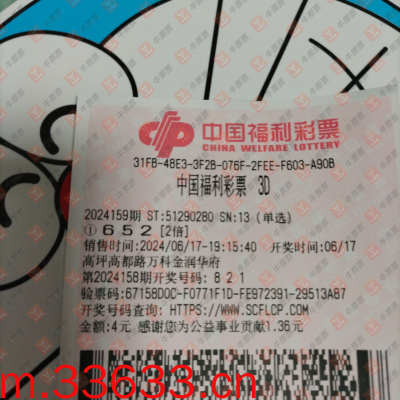 中国福利彩票
CHINA WELFARE LOTTERY
31FB-48E3-3F2B-076F-2FEE-F603-A90B
中国福利彩票 3D
2024159期 ST:51290280 SN:13 (单选)
① 6 5 2 [2倍]
销售时间:2024/06/17-19:15:40 开奖时间:06/17
高坪高都路万科金润华府
第2024158期开奖号码: 8 2 1
验票码:67158D0C-F0771F1D-FE972391-29513A87
开奖号码查询: HTTPS://WWW.SCFLCP.COM
金额:4元 感谢您为公益事业贡献1.36元
m.33633.cn